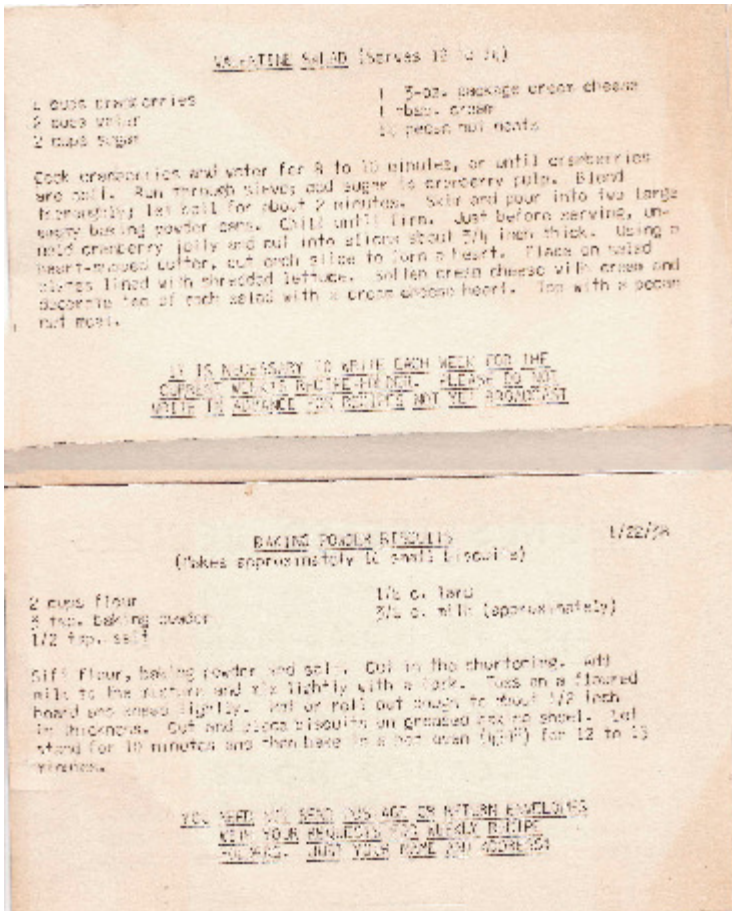 VALENTINE SALAD (Serves to )
cups cranberries
2 cups water
2 cups sugar
1 3-oz. package cream cheese
1 tbsp. cream
pecan nut meats
Cook cranberries and water for 8 to 10 minutes, or until cranberries
are soft. Run through sieve; add sugar to cranberry pulp. Blend
thoroughly; let boil for about 2 minutes. Skim and pour into two large
empty baking powder cans. Chill until firm. Just before serving, un-
mold cranberry jelly and cut into slices about 3/4 inch thick. Using a
heart-shaped cutter, cut each slice to form a heart. Place on salad
plates lined with shredded lettuce. Soften cream cheese with cream and
decorate top of each salad with a cream cheese heart. Top with a pecan
nut meat.
IT IS NECESSARY TO WRITE EACH WEEK FOR THE
CURRENT WEEK'S RECIPE-FOLDER. PLEASE DO NOT
WRITE IN ADVANCE FOR RECIPES NOT YET BROADCAST
BAKING POWDER BISCUITS
1/22/38
(Makes approximately small biscuits)
2 cups flour
3 tsp. baking powder
1/2 tsp. salt
c. lard
c. milk (approximately)
Sift flour, baking powder and salt. Cut in the shortening. Add
milk to the mixture and mix lightly with a fork. Toss on a floured
board and knead lightly. Pat or roll out dough to about 1/2 inch
in thickness. Cut and place biscuits on greased baking sheet. Let
stand for 10 minutes and then bake in a hot oven for 12 to 15
minutes.
YOU NEED NOT SEND POSTAGE OR RETURN ENVELOPES
WITH YOUR REQUESTS FOR WEEKLY RECIPE
FOLDERS. JUST YOUR NAME AND ADDRESS!